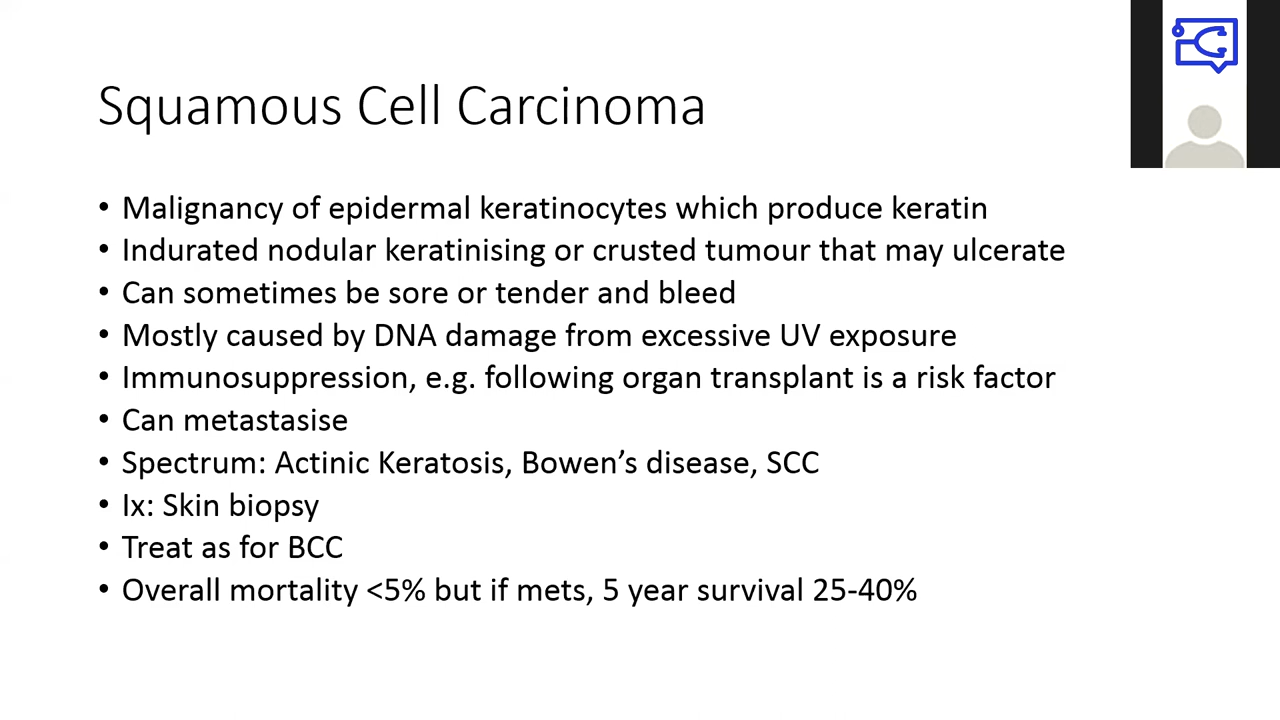 Squamous Cell Carcinoma
• Malignancy of epidermal keratinocytes which produce keratin
• Indurated nodular keratinising or crusted tumour that may ulcerate
• Can sometimes be sore or tender and bleed
• Mostly caused by DNA damage from excessive UV exposure
• Immunosuppression, e.g. following organ transplant is a risk factor
• Can metastasise
• Spectrum: Actinic Keratosis, Bowen’s disease, SCC
• Ix: Skin biopsy
• Treat as for BCC
• Overall mortality <5% but if mets, 5 year survival 25-40%